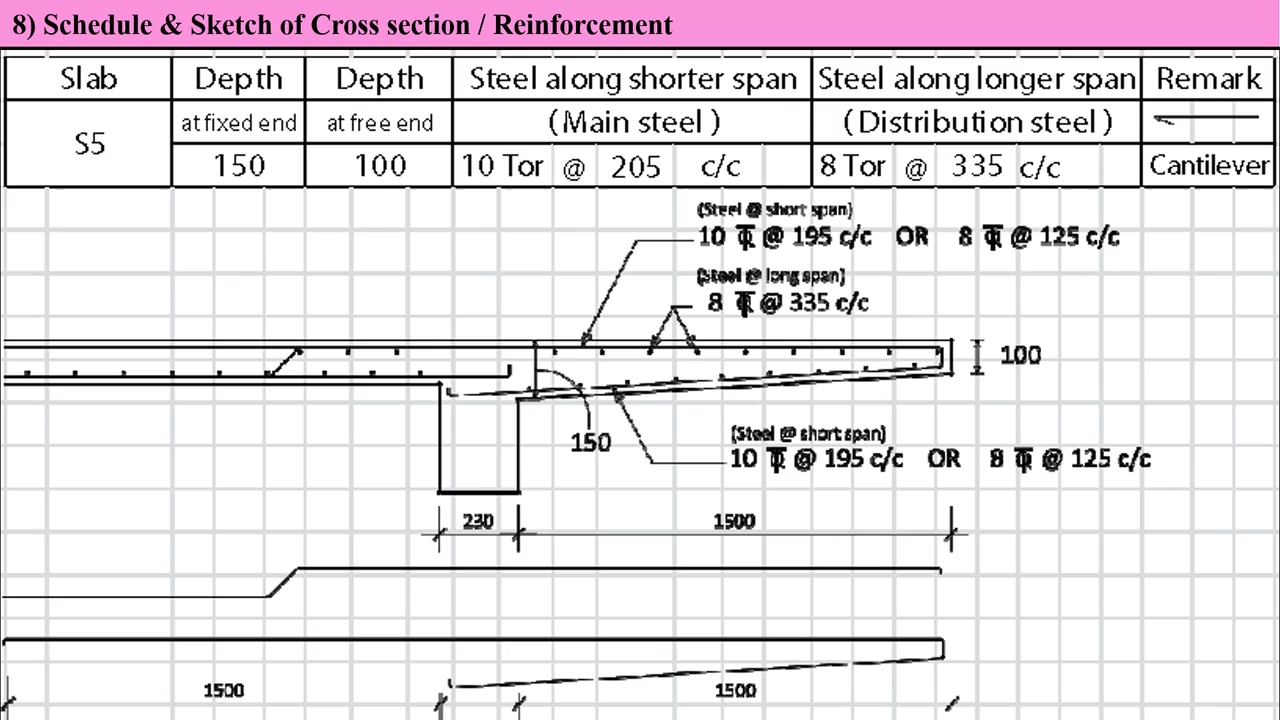 8) Schedule & Sketch of Cross section / Reinforcement
Slab Depth Depth Steel along shorter span Steel along longer span Remark
S5 at fixed end at free end (Main steel) (Distribution steel)
150 100 10 Tor @ 205 c/c 8 Tor @ 335 c/c Cantilever
(Steel @ short span)
10 @ 195 c/c OR 8 @ 125 c/c
(Steel @ long span)
8 @ 335 c/c
100
150
(Steel @ short span)
10 @ 195 c/c OR 8 @ 125 c/c
230 1500
1500 1500